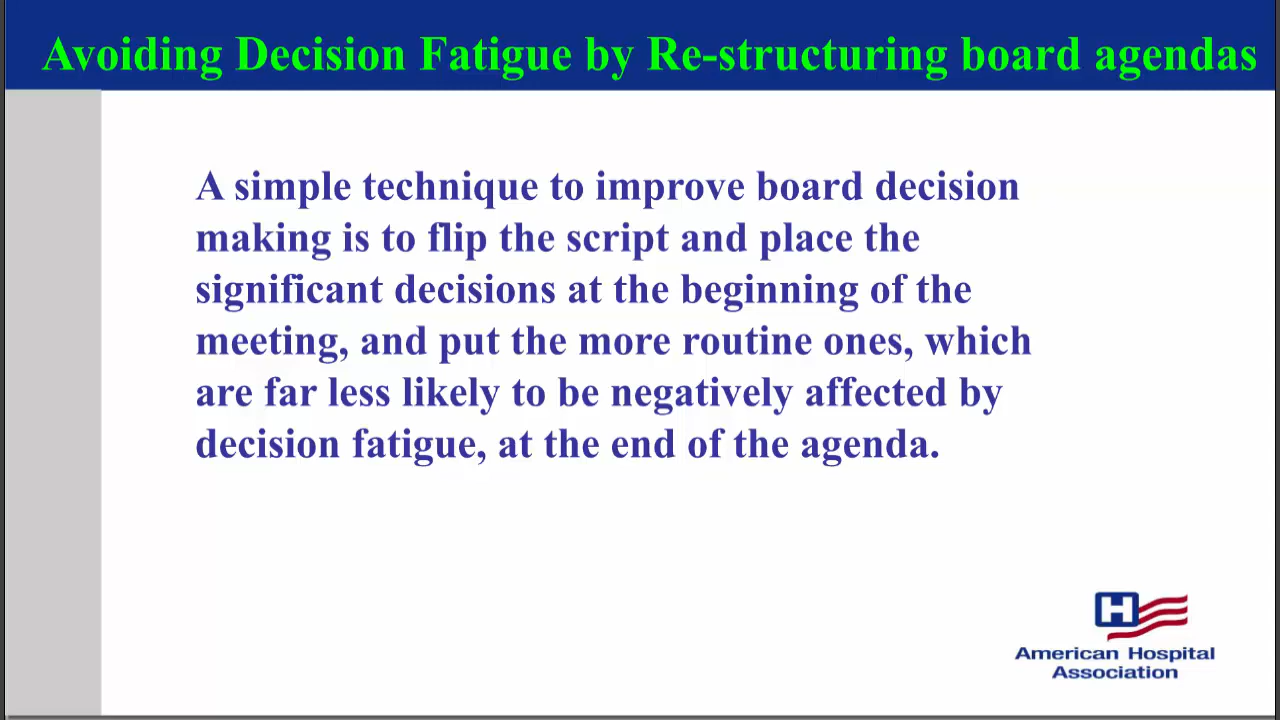 Avoiding Decision Fatigue by Re-structuring board agendas
A simple technique to improve board decision
making is to flip the script and place the
significant decisions at the beginning of the
meeting, and put the more routine ones, which
are far less likely to be negatively affected by
decision fatigue, at the end of the agenda.
H
American Hospital
Association